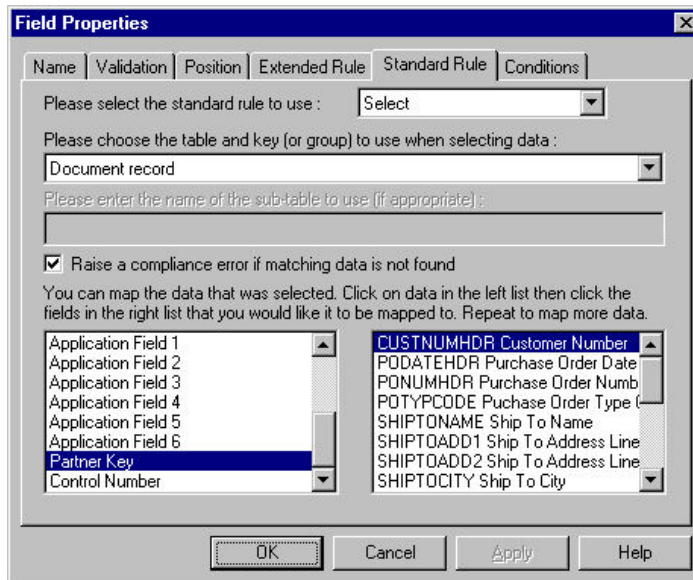 Field Properties
Name Validation Position Extended Rule Standard Rule Conditions
Please select the standard rule to use : Select
Please choose the table and key (or group) to use when selecting data :
Document record
Please enter the name of the sub-table to use (if appropriate) :
Raise a compliance error if matching data is not found
You can map the data that was selected. Click on data in the left list then click the
fields in the right list that you would like it to be mapped to. Repeat to map more data.
Application Field 1
Application Field 2
Application Field 3
Application Field 4
Application Field 5
Application Field 6
Partner Key
Control Number
CUSTNUMHDR Customer Number
PODATEHDR Purchase Order Date
PONUMHDR Purchase Order Numb
POTYPCODE Puchase Order Type (
SHIPTONAME Ship To Name
SHIPTOADD1 Ship To Address Line
SHIPTOADD2 Ship To Address Line
SHIPTOCITY Ship To City
OK Cancel Apply Help